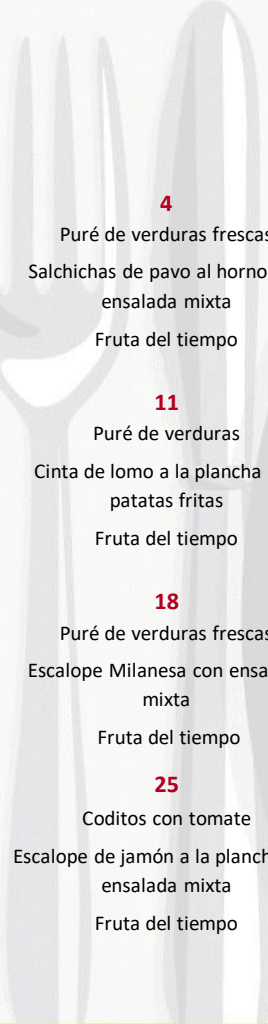 4
Puré de verduras frescas
Salchichas de pavo al horno
ensalada mixta
Fruta del tiempo
11
Puré de verduras
Cinta de lomo a la plancha
patatas fritas
Fruta del tiempo
18
Puré de verduras frescas
Escalope Milanesa con
mixta
Fruta del tiempo
25
Coditos con tomate
Escalope de jamón a la
ensalada mixta
Fruta del tiempo